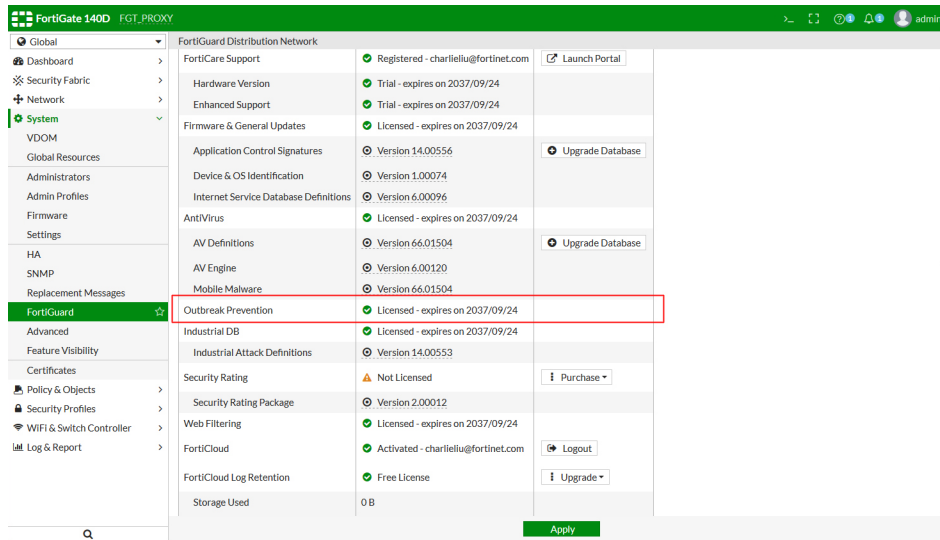 FortiGate 140D FGT_PROXY
>_ 1 1 admin
Global
FortiGuard Distribution Network
Dashboard
Security Fabric
Network
System
VDOM
Global Resources
Administrators
Admin Profiles
Firmware
Settings
HA
SNMP
Replacement Messages
FortiGuard
Advanced
Feature Visibility
Certificates
Policy & Objects
Security Profiles
WiFi & Switch Controller
Log & Report
FortiCare Support Registered - charlieliu@fortinet.com Launch Portal
Hardware Version Trial - expires on 2037/09/24
Enhanced Support Trial - expires on 2037/09/24
Firmware & General Updates Licensed - expires on 2037/09/24
Application Control Signatures Version 14.00556 Upgrade Database
Device & OS Identification Version 1.00074
Internet Service Database Definitions Version 6.00096
AntiVirus Licensed - expires on 2037/09/24
AV Definitions Version 66.01504 Upgrade Database
AV Engine Version 6.00120
Mobile Malware Version 66.01504
Outbreak Prevention Licensed - expires on 2037/09/24
Industrial DB Licensed - expires on 2037/09/24
Industrial Attack Definitions Version 14.00553
Security Rating Not Licensed Purchase
Security Rating Package Version 2.00012
Web Filtering Licensed - expires on 2037/09/24
FortiCloud Activated - charlieliu@fortinet.com Logout
FortiCloud Log Retention Free License Upgrade
Storage Used 0 B
Apply